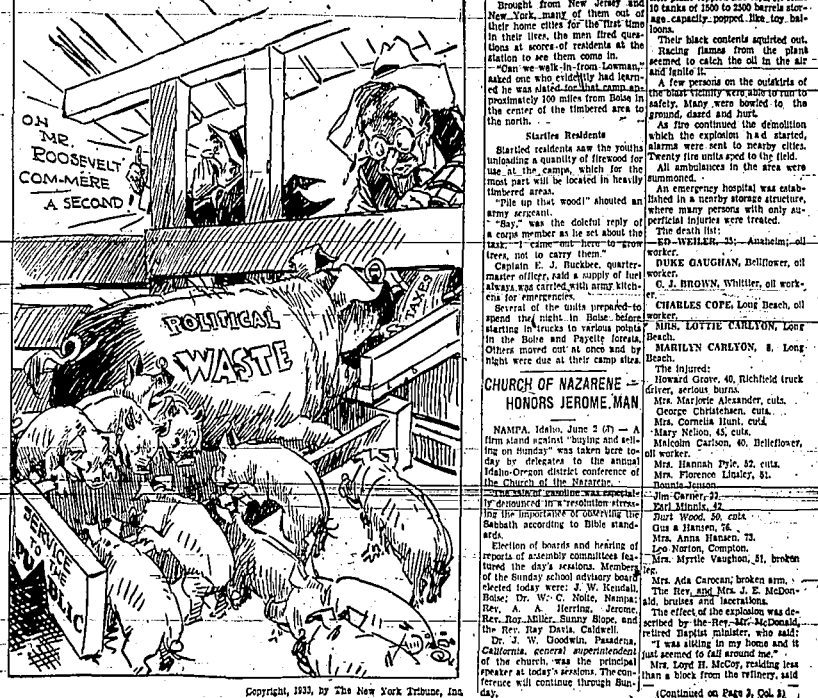 OH
MR.
ROOSEVELT
COM-MERE
A SECOND
POLITICAL
WASTE
TAXES
SERVICE
TO THE
PUBLIC
Copyright, 1933, by The New York Tribune, Inc.
Brought from New Jersey and
New York, many of them out of
their home cities for the first time
in their lives, the men fired ques-
tions at scores of residents at the
station to see them come in.
"Can we walk in from Lowman,"
asked one who evidently had learn-
ed he was slated for that camp ap-
proximately 100 miles from Boise in
the center of the timbered area to
the north.
Startles Residents
Startled residents saw the youths
unloading a quantity of firewood for
use at the camps, which for the
most part will be located in heavily
timbered areas.
"Pile up that wood!" shouted an
army sergeant.
"Say," was the doleful reply of
a corps member as he set about the
task. "I came out here to grow
trees, not to carry them."
Captain E. J. Buckbee, quarter-
master officer, said a supply of fuel
always was carried with army kitch-
ens for emergencies.
Several of the units prepared to
spend the night in Boise before
starting in trucks to various points
in the Boise and Payette forests.
Others moved out at once and by
night were due at their camp sites.
CHURCH OF NAZARENE
HONORS JEROME MAN
NAMPA, Idaho, June 2 (AP) — A
firm stand against "buying and sell-
ing on Sunday" was taken here to-
day by delegates to the annual
Idaho-Oregon district conference of
the Church of the Nazarene.
The sale of gasoline was especial-
ly denounced in a resolution stress-
ing the importance of observing the
Sabbath according to Bible stand-
ards.
Election of boards and hearing of
reports of assembly committees fea-
tured the day's sessions. Members
of the Sunday school advisory board
elected today were: J. W. Kendall,
Boise; Dr. W. C. Nolte, Nampa;
Rev. A. A. Herring, Jerome,
Rev. Roy Miller, Sunny Slope, and
the Rev. Ray Davis, Caldwell.
Dr. J. W. Goodwin, Pasadena,
California, general superintendent
of the church, was the principal
speaker at today's sessions. The con-
ference will continue through Sun-
day.
10 tanks of 1500 to 2500 barrels stor-
age capacity popped like toy bal-
loons.
Their black contents squirted out.
Racing flames from the plant
seemed to catch the oil in the air
and ignite it.
A few persons on the outskirts of
the blast vicinity were able to run to
safety. Many were bowled to the
ground, dazed and hurt.
As fire continued the demolition
which the explosion had started,
alarms were sent to nearby cities.
Twenty fire units sped to the field.
All ambulances in the area were
summoned.
An emergency hospital was estab-
lished in a nearby storage structure,
where many persons with only su-
perficial injuries were treated.
The death list:
ED WEILER, 35; Anaheim; oil
worker.
DUKE GAUGHAN, Bellflower, oil
worker.
C. J. BROWN, Whittier, oil work-
er.
CHARLES COPE, Long Beach, oil
worker.
MRS. LOTTIE CARLYON, Long
Beach.
MARILYN CARLYON, 8, Long
Beach.
The injured:
Howard Grove, 40, Richfield truck
driver, serious burns.
Mrs. Marjorie Alexander, cuts.
George Christensen, cuts.
Mrs. Cornelia Hunt, cuts.
Mary Nelson, 45, cuts.
Malcolm Carlson, 40, Bellflower,
oil worker.
Mrs. Hannah Pyle, 52, cuts.
Mrs. Florence Linsley, 51.
Bonnie Jenson.
Jim Carner, 22.
Earl Minnis, 42.
Burt Wood, 50, cuts.
Gus a Hansen, 76.
Mrs. Anna Hansen, 73.
Leo Norton, Compton.
Mrs. Myrtle Vaughon, 51, broken
leg.
Mrs. Ada Carocan, broken arm.
The Rev. and Mrs. J. E. McDon-
ald, bruises and lacerations.
The effect of the explosion was de-
scribed by the Rev. Mr. McDonald,
retired Baptist minister, who said:
"I was sitting in my home and it
just seemed to fall around me."
Mrs. Loyd H. McCoy, residing less
than a block from the refinery, said
(Continued on Page 3, Col. 8)